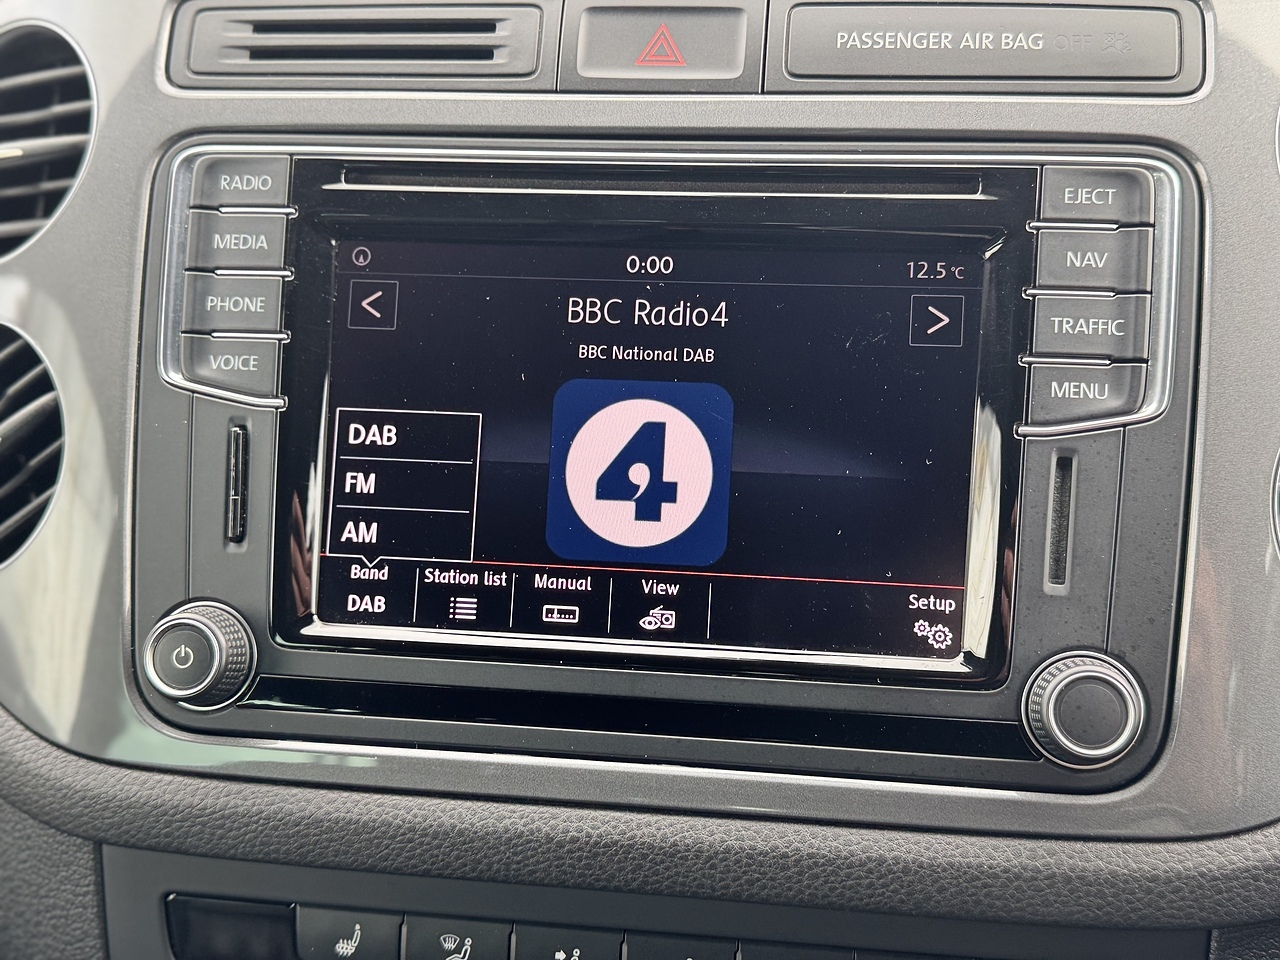 PASSENGER AIR BAG OFF
RADIO
MEDIA
PHONE
VOICE
EJECT
NAV
TRAFFIC
MENU
0:00
12.5 °C
<
BBC Radio4
>
BBC National DAB
4
DAB
FM
AM
Band
DAB
Station list
Manual
View
Setup